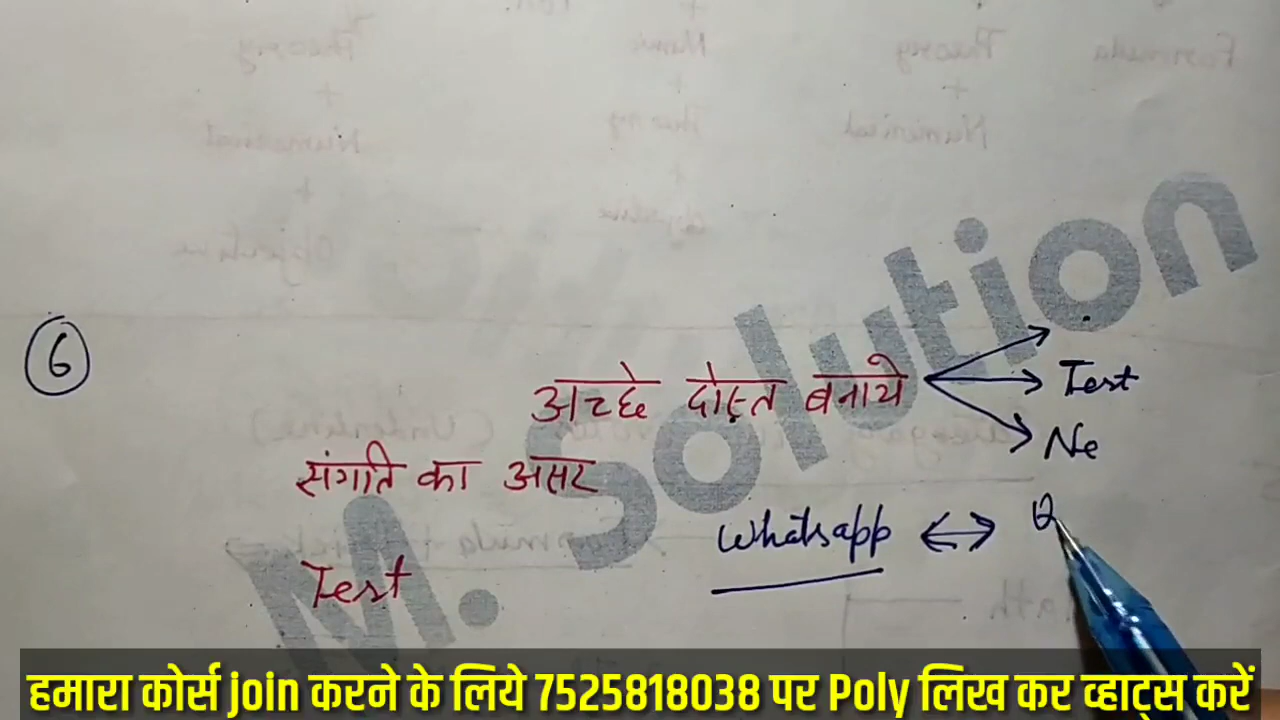 6
अच्छे दोस्त बनाये
Test
Ne
संगति का असर
Whatsapp
Test
M. Solution
हमारा कोर्स join करने के लिये 7525818038 पर Poly लिख कर व्हाट्स करें